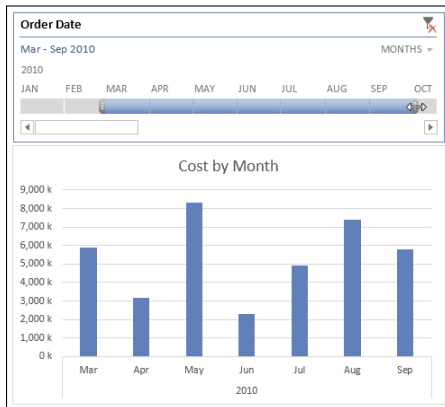 Order Date
Mar - Sep 2010 MONTHS
2010
JAN FEB MAR APR MAY JUN JUL AUG SEP OCT
Cost by Month
9,000 k
8,000 k
7,000 k
6,000 k
5,000 k
4,000 k
3,000 k
2,000 k
1,000 k
0 k
Mar Apr May Jun Jul Aug Sep
2010